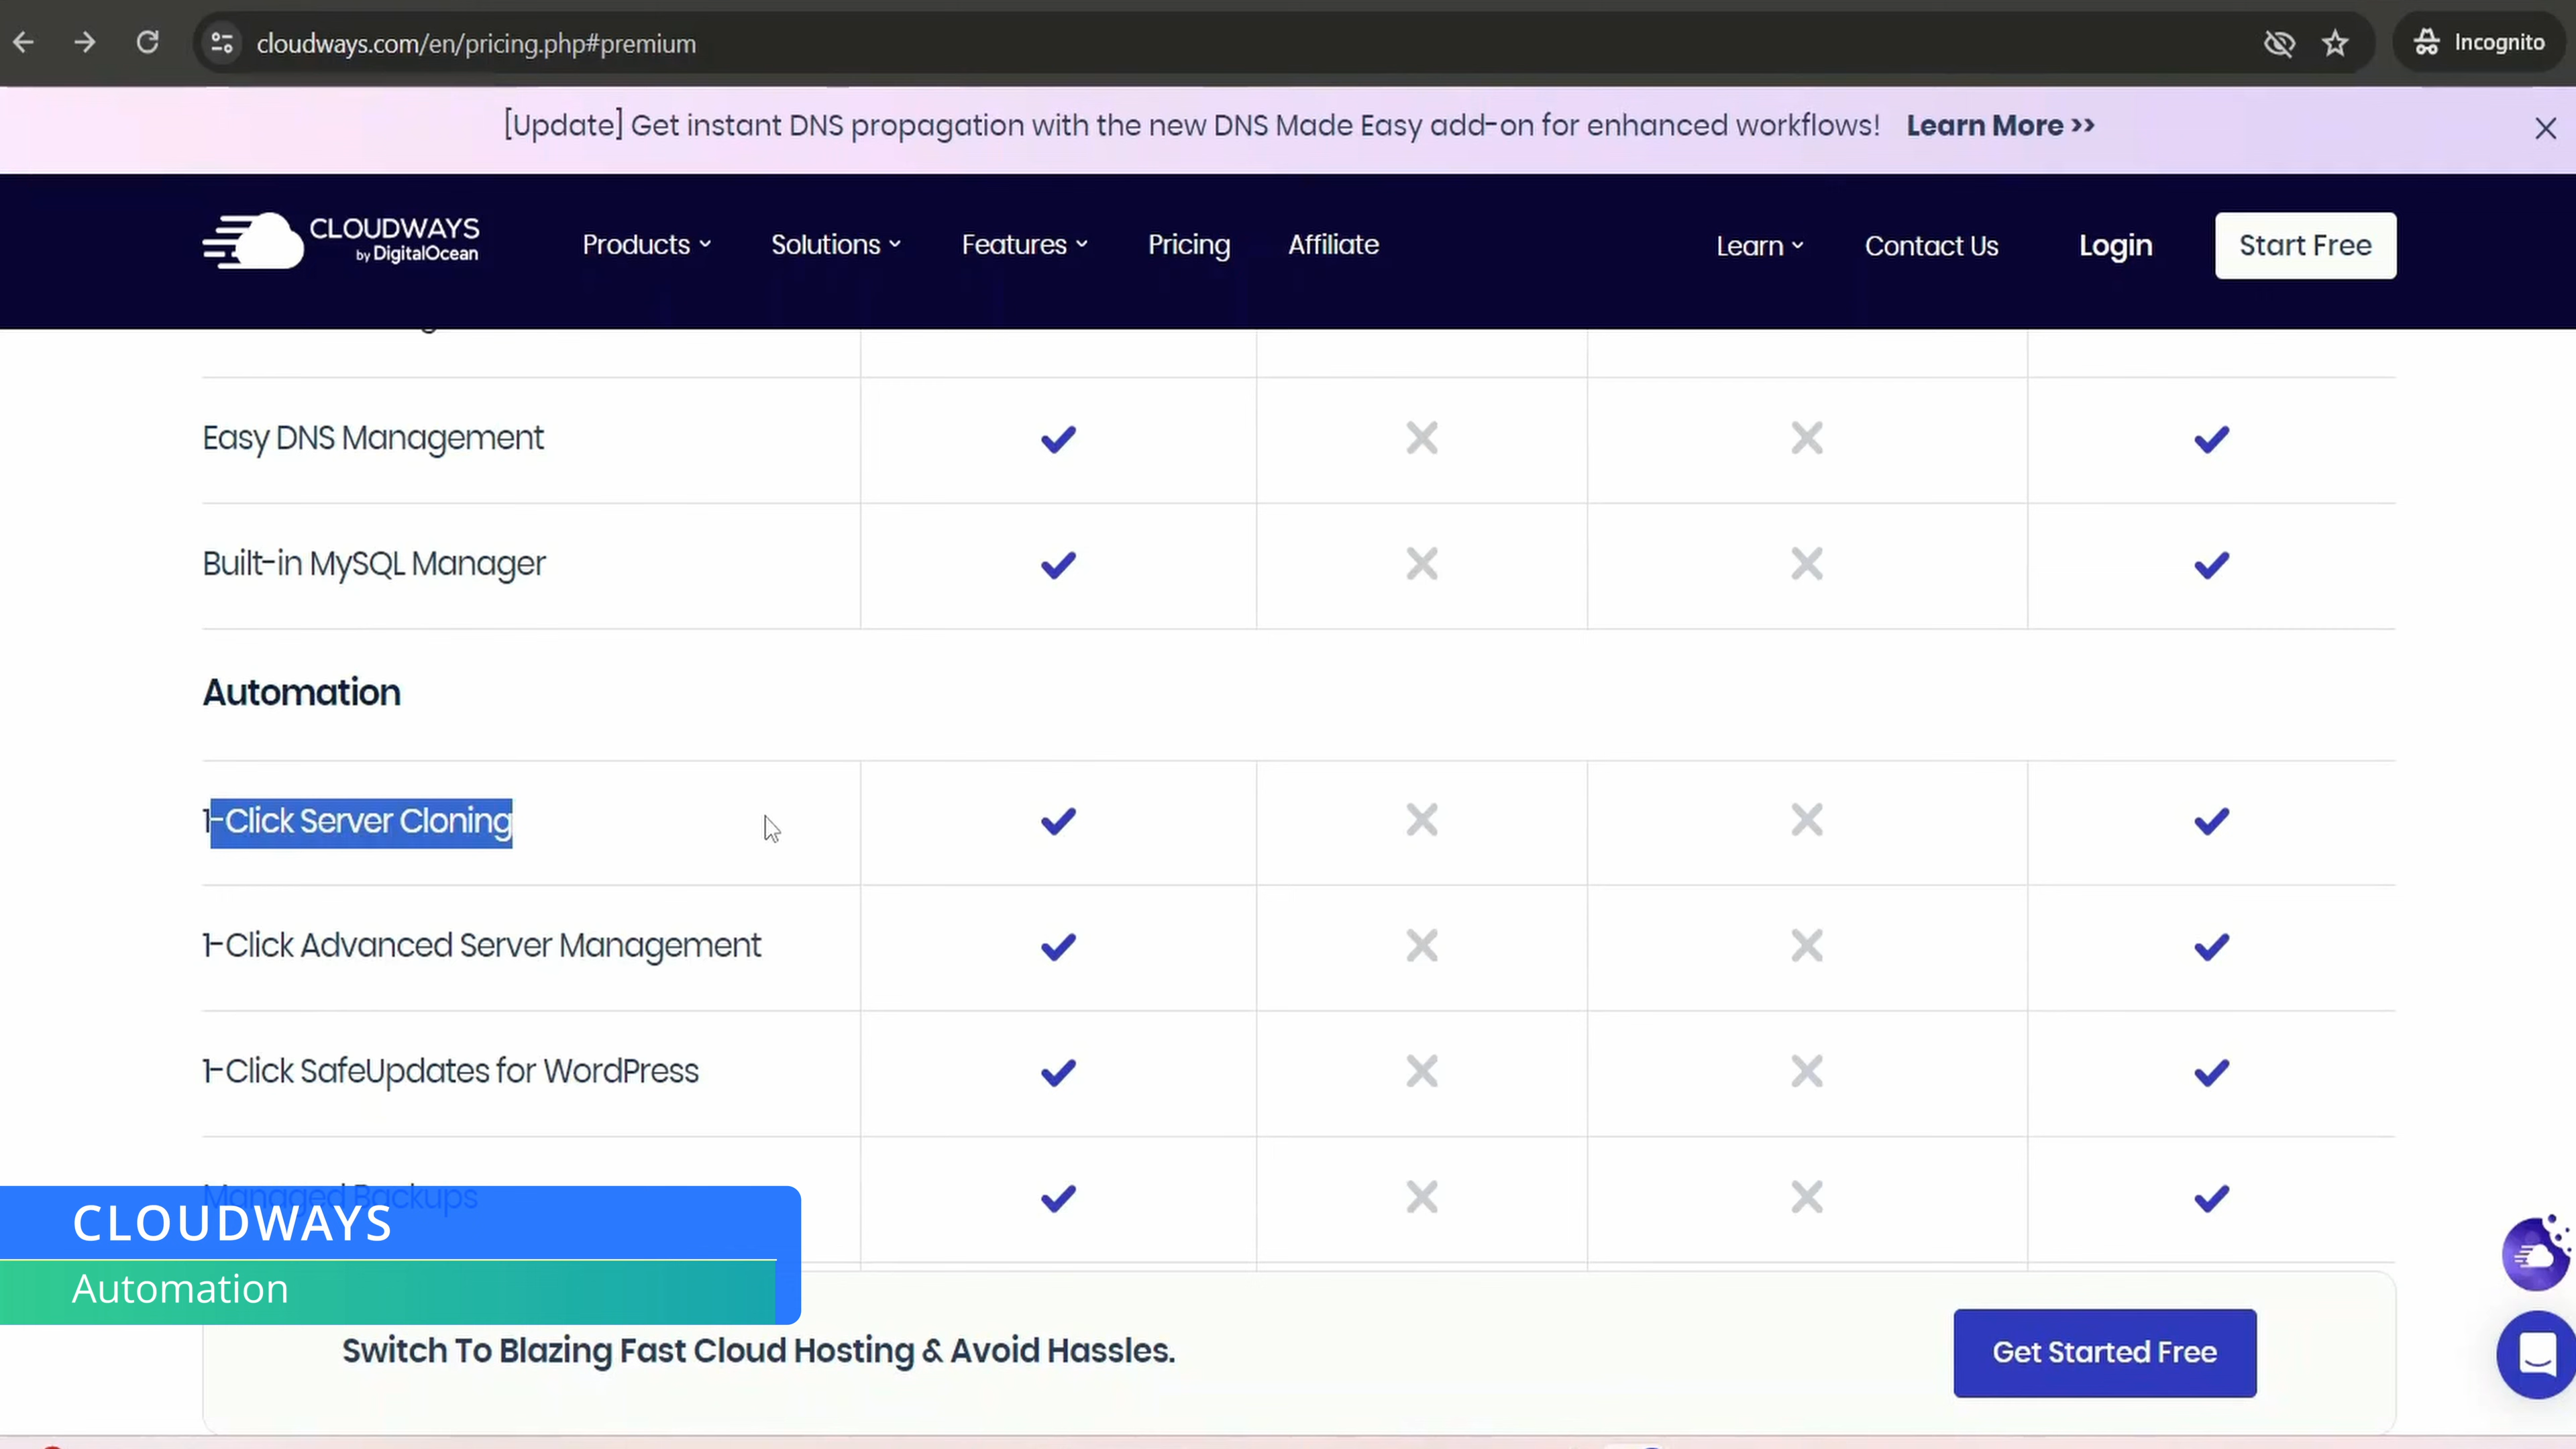 cloudways.com/en/pricing.php#premium
Incognito
[Update] Get instant DNS propagation with the new DNS Made Easy add-on for enhanced workflows! Learn More >>
CLOUDWAYS
by DigitalOcean
Products
Solutions
Features
Pricing
Affiliate
Learn
Contact Us
Login
Start Free
Easy DNS Management
Built-in MySQL Manager
Automation
1-Click Server Cloning
1-Click Advanced Server Management
1-Click SafeUpdates for WordPress
Managed Backups
CLOUDWAYS
Automation
Switch To Blazing Fast Cloud Hosting & Avoid Hassles.
Get Started Free